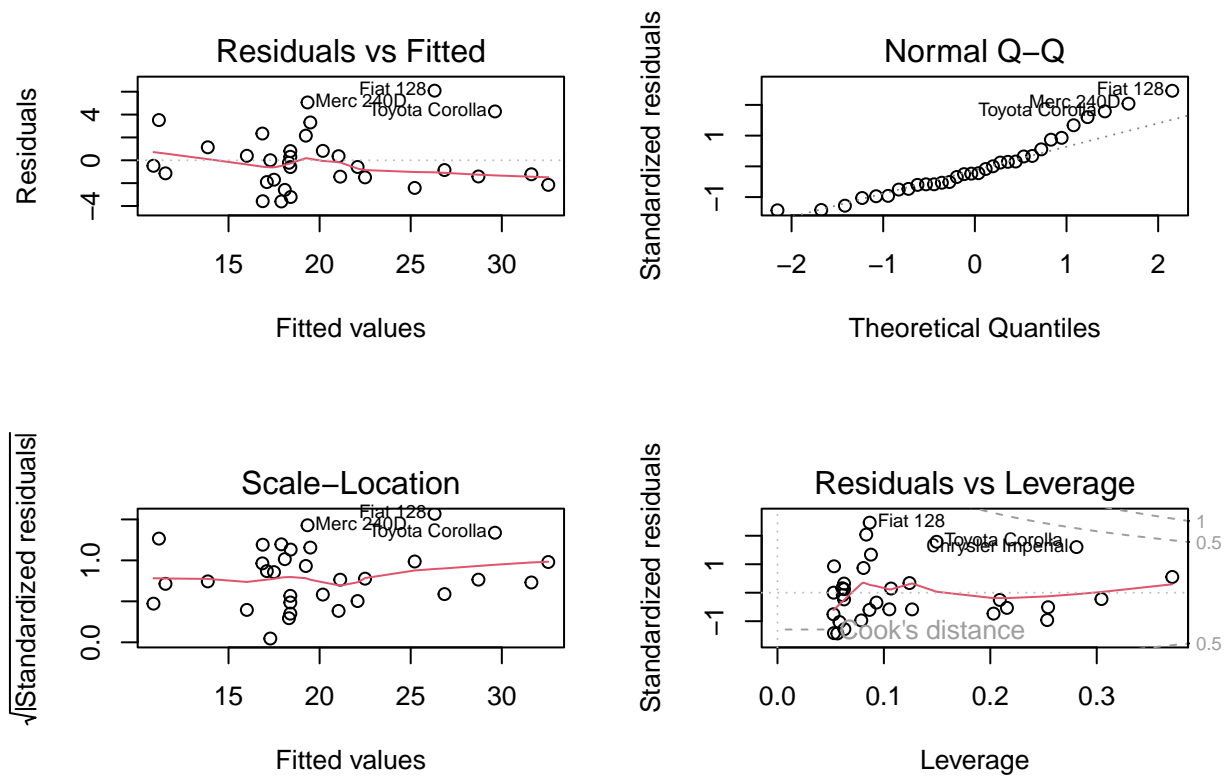 Residuals vs Fitted
Residuals
4
0
−4
Fiat 128
Merc 240D
Toyota Corolla
15 20 25 30
Fitted values
Normal Q−Q
Standardized residuals
1
−1
Fiat 128
Merc 240D
Toyota Corolla
−2 −1 0 1 2
Theoretical Quantiles
Scale−Location
√|Standardized residuals|
1.0
0.0
Fiat 128
Merc 240D
Toyota Corolla
15 20 25 30
Fitted values
Residuals vs Leverage
Standardized residuals
1
−1
Fiat 128
Toyota Corolla
Chrysler Imperial
Cook's distance
1
0.5
0.5
0.0 0.1 0.2 0.3
Leverage